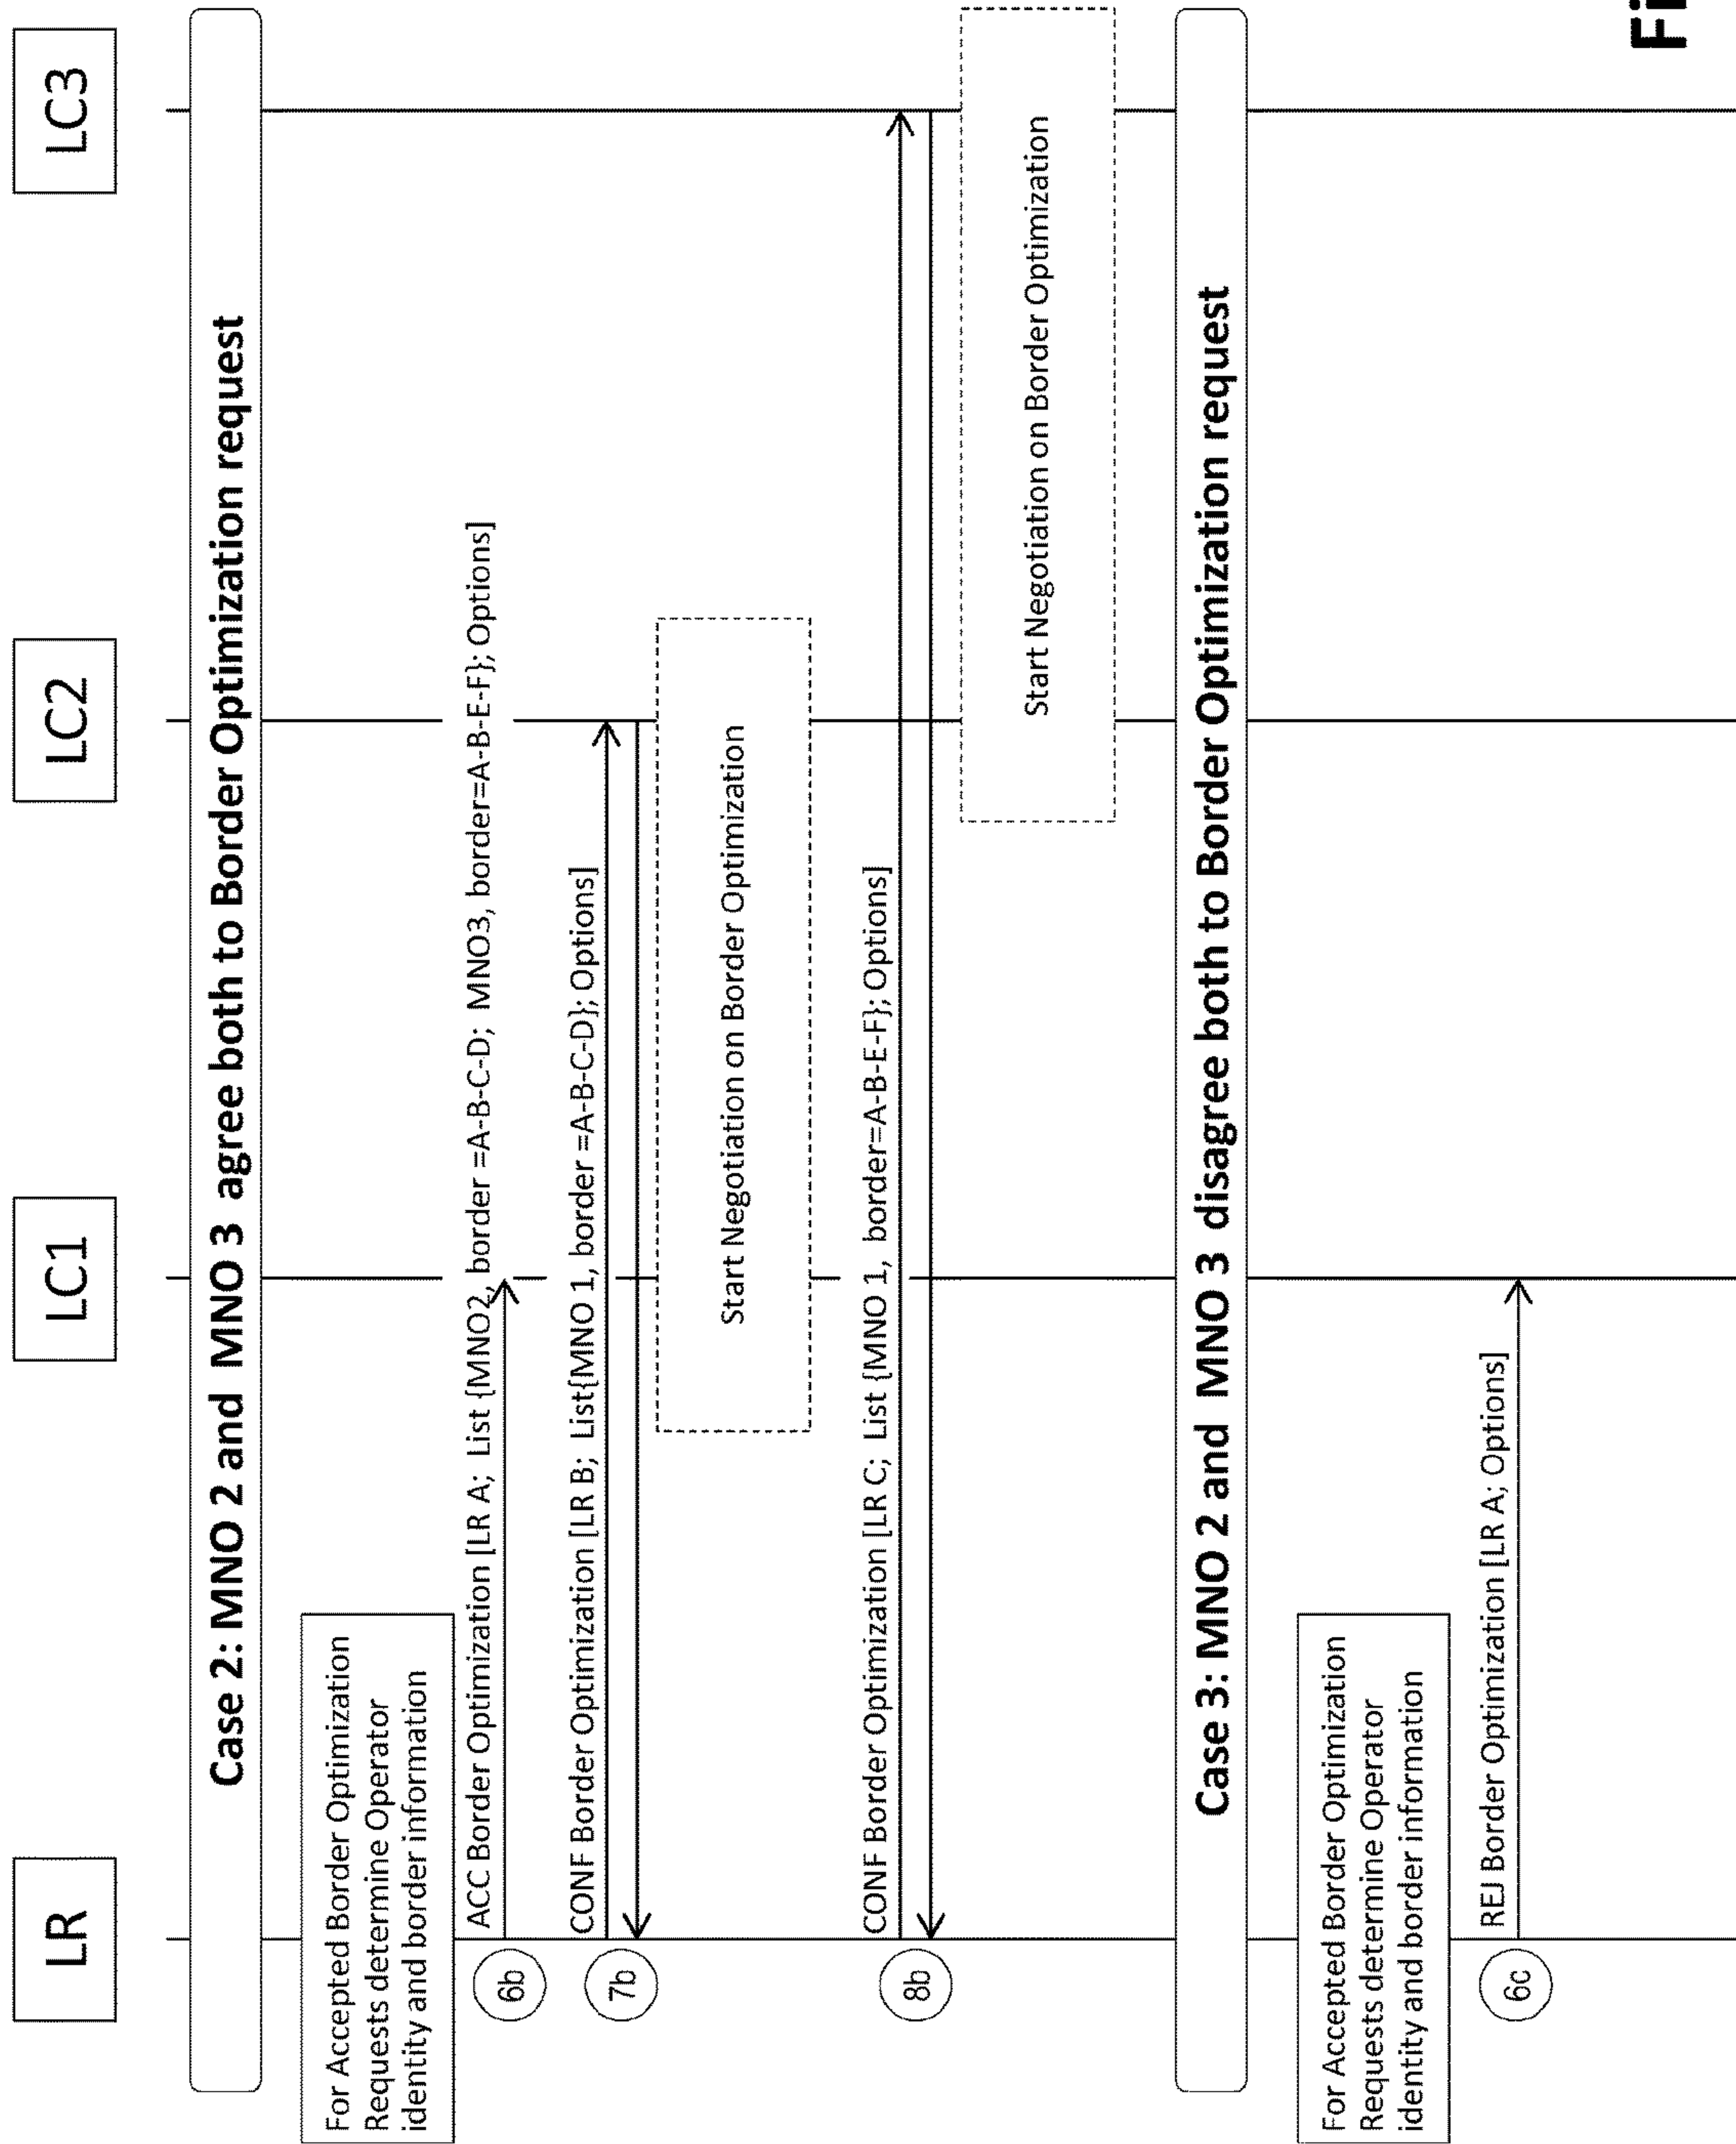 LR
LC1
LC2
LC3
Case 2: MNO 2 and MNO 3 agree both to Border Optimization request
For Accepted Border Optimization
Requests determine Operator
identity and border information
6b
ACC Border Optimization [LR A; List {MNO2, border =A-B-C-D; MNO3, border=A-B-E-F}; Options]
7b
CONF Border Optimization [LR B; List{MNO 1, border =A-B-C-D}; Options]
Start Negotiation on Border Optimization
8b
CONF Border Optimization [LR C; List {MNO 1, border=A-B-E-F}; Options]
Start Negotiation on Border Optimization
Case 3: MNO 2 and MNO 3 disagree both to Border Optimization request
For Accepted Border Optimization
Requests determine Operator
identity and border information
6c
REJ Border Optimization [LR A; Options]